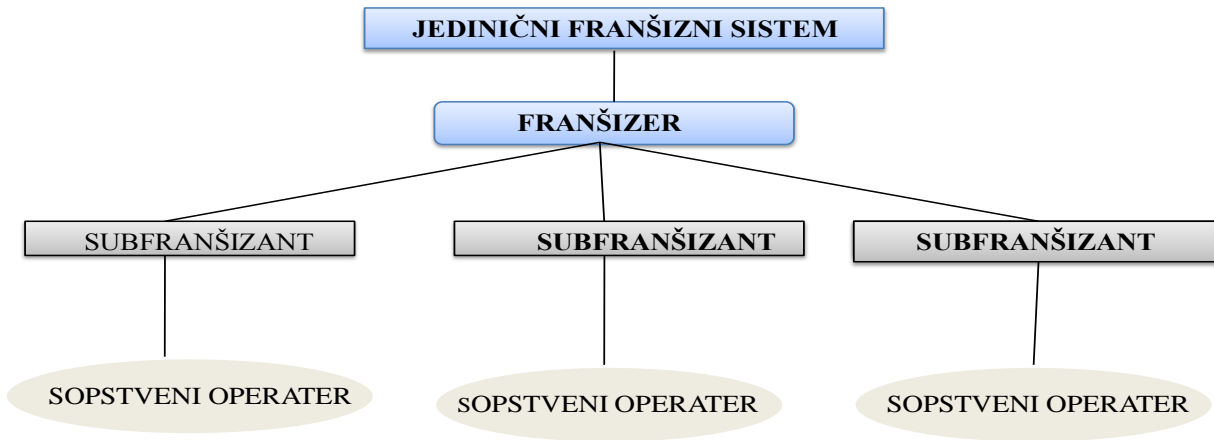 JEDINIČNI FRANŠIZNI SISTEM
FRANŠIZER
SUBFRANŠIZANT
SUBFRANŠIZANT
SUBFRANŠIZANT
SOPSTVENI OPERATER
sOPSTVENI OPERATER
SOPSTVENI OPERATER